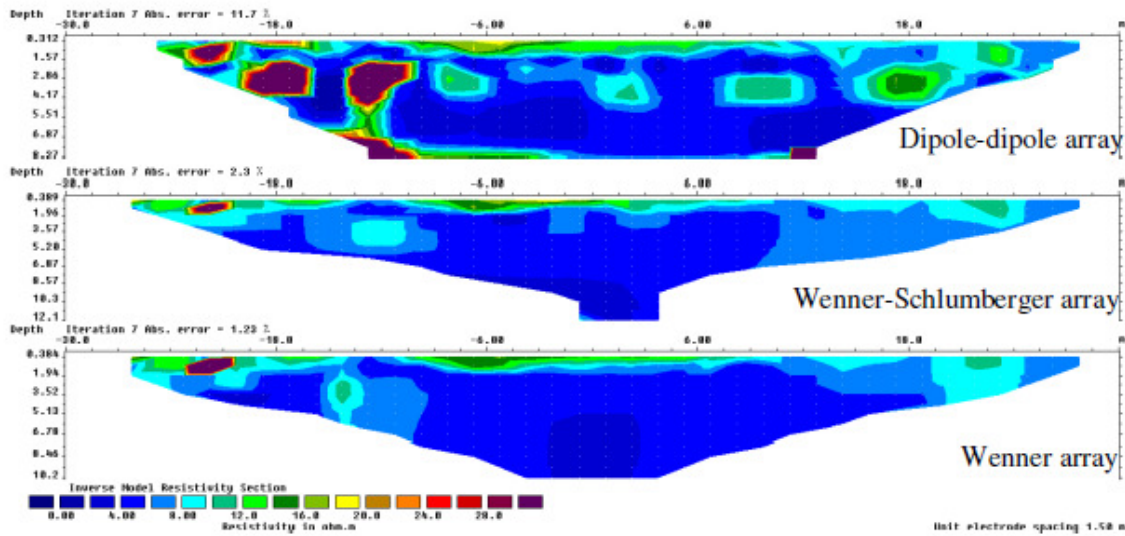 Depth Iteration 7 Abs. error = 11.7 %
-30.0 -18.0 -6.00 6.00 18.0 m
0.312
1.57
2.86
4.17
5.51
6.87
8.27
Dipole-dipole array
Depth Iteration 7 Abs. error = 2.3 %
-30.0 -18.0 -6.00 6.00 18.0 m
0.389
1.96
3.57
5.20
6.87
8.57
10.3
12.1
Wenner-Schlumberger array
Depth Iteration 7 Abs. error = 1.23 %
-30.0 -18.0 -6.00 6.00 18.0 m
0.384
1.94
3.52
5.13
6.78
8.46
10.2
Wenner array
Inverse Model Resistivity Section
0.00 4.00 8.00 12.0 16.0 20.0 24.0 28.0
Resistivity in ohm.m
Unit electrode spacing 1.50 m